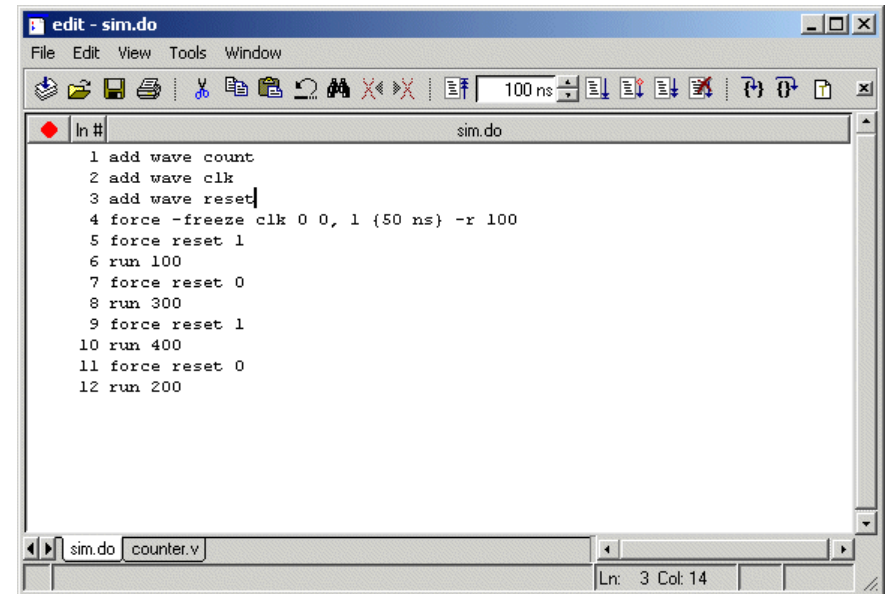 edit - sim.do
File Edit View Tools Window
100 ns
ln # sim.do
1 add wave count
2 add wave clk
3 add wave reset
4 force -freeze clk 0 0, 1 {50 ns} -r 100
5 force reset 1
6 run 100
7 force reset 0
8 run 300
9 force reset 1
10 run 400
11 force reset 0
12 run 200
sim.do counter.v
Ln: 3 Col: 14